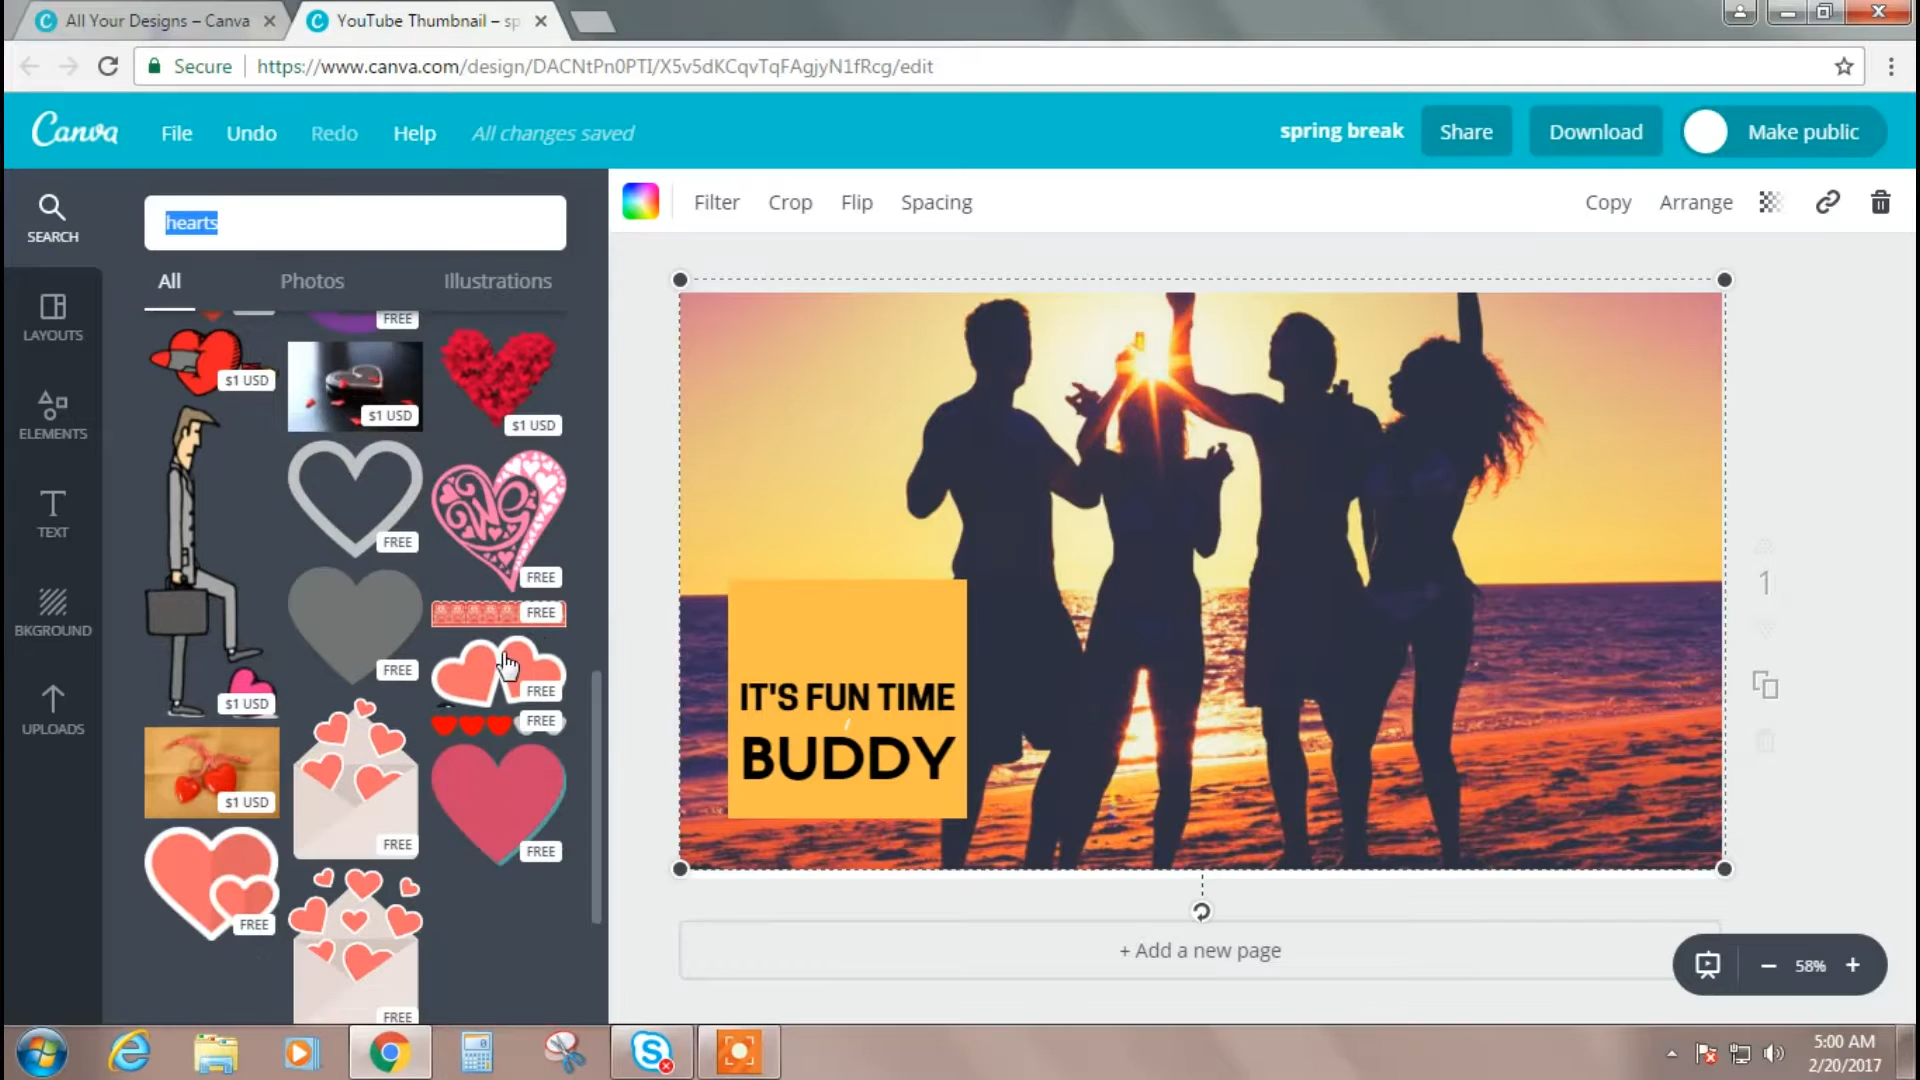 All Your Designs – Canva
YouTube Thumbnail – sp
Secure
https://www.canva.com/design/DACNtPn0PTI/X5v5dKCqvTqFAgjyN1fRcg/edit
Canva
File
Undo
Redo
Help
All changes saved
spring break
Share
Download
Make public
SEARCH
LAYOUTS
ELEMENTS
TEXT
BKGROUND
UPLOADS
hearts
All
Photos
Illustrations
FREE
$1 USD
$1 USD
$1 USD
FREE
FREE
FREE
FREE
FREE
$1 USD
FREE
$1 USD
FREE
FREE
FREE
FREE
Filter
Crop
Flip
Spacing
Copy
Arrange
IT'S FUN TIME
BUDDY
1
+ Add a new page
58%
5:00 AM
2/20/2017